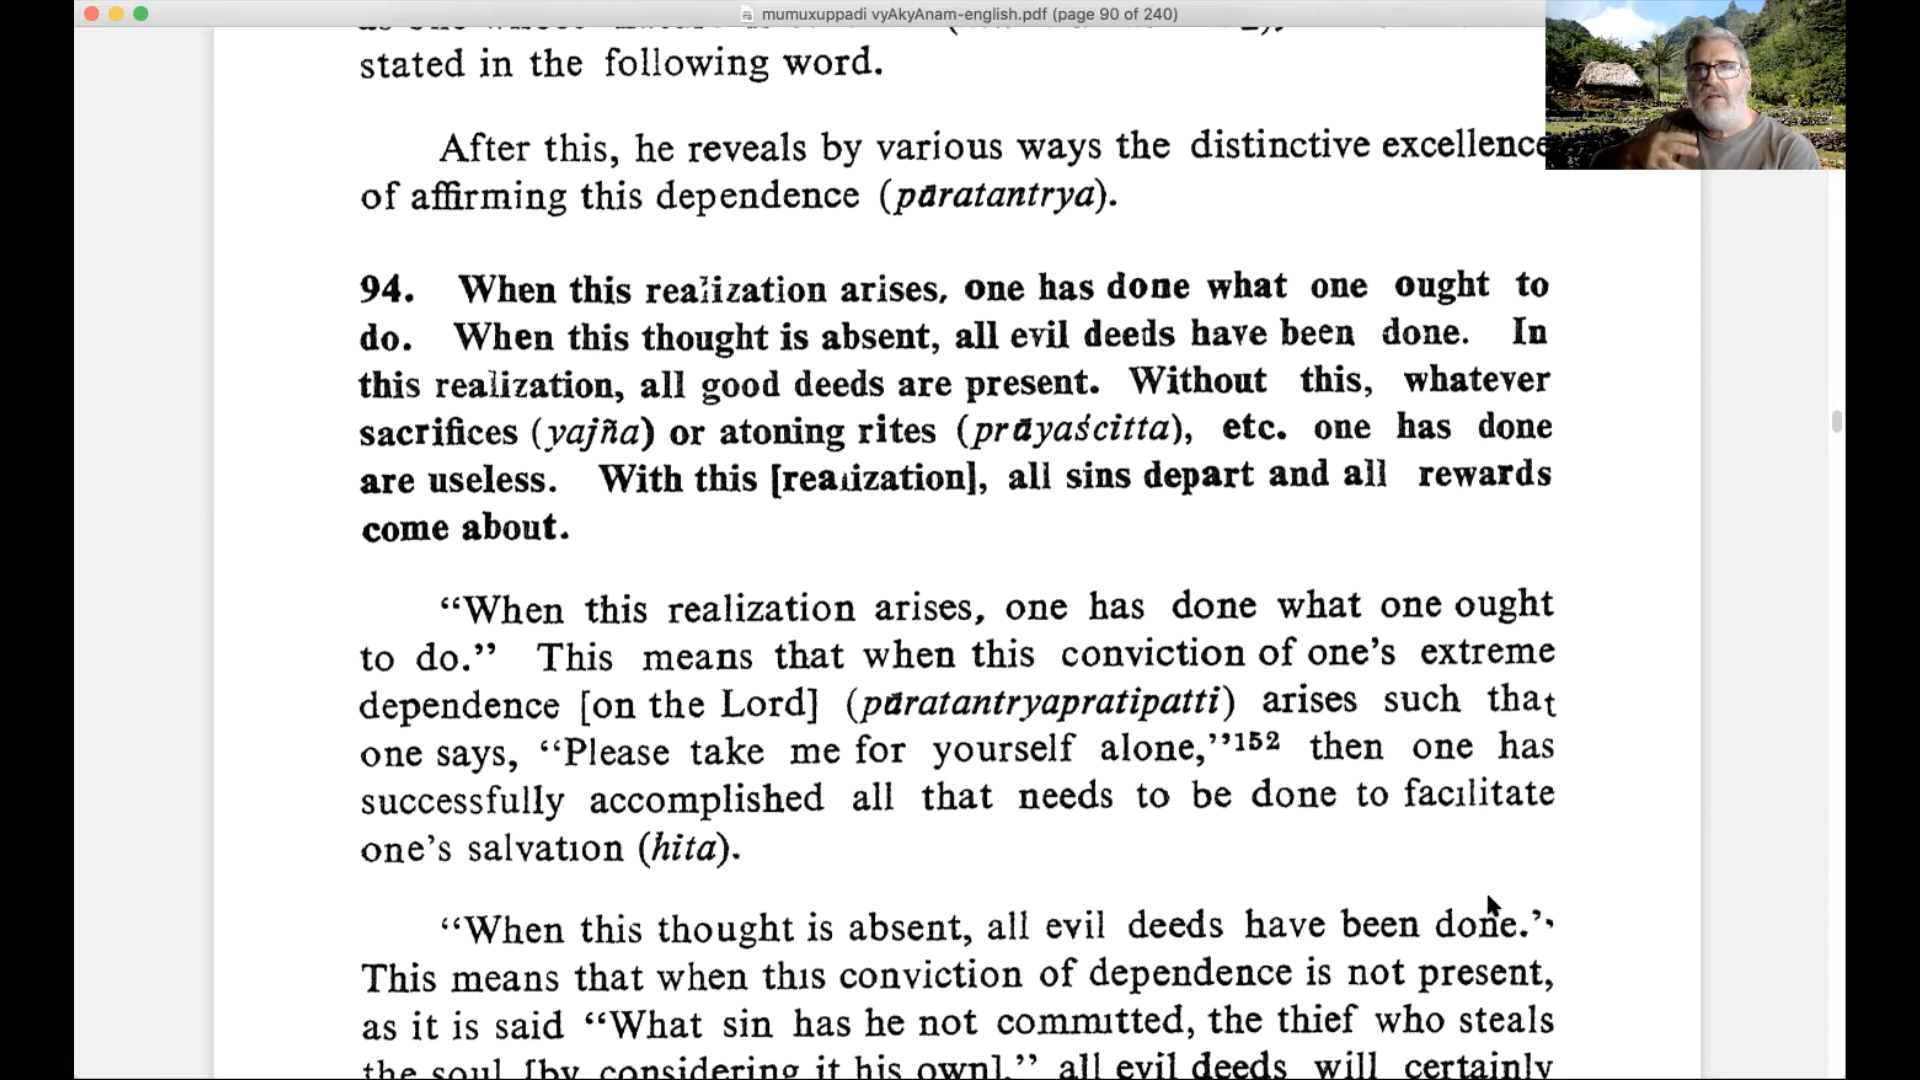 mumuxuppadi vyAkyAnam-english.pdf (page 90 of 240)
stated in the following word.
After this, he reveals by various ways the distinctive excellence
of affirming this dependence (pāratantrya).
94. When this realization arises, one has done what one ought to
do. When this thought is absent, all evil deeds have been done. In
this realization, all good deeds are present. Without this, whatever
sacrifices (yajña) or atoning rites (prāyaścitta), etc. one has done
are useless. With this [realization], all sins depart and all rewards
come about.
“When this realization arises, one has done what one ought
to do.” This means that when this conviction of one’s extreme
dependence [on the Lord] (pāratantryapratipatti) arises such that
one says, “Please take me for yourself alone,”152 then one has
successfully accomplished all that needs to be done to facilitate
one’s salvation (hita).
“When this thought is absent, all evil deeds have been done.”
This means that when this conviction of dependence is not present,
as it is said “What sin has he not committed, the thief who steals
the soul [by considering it his own],” all evil deeds will certainly